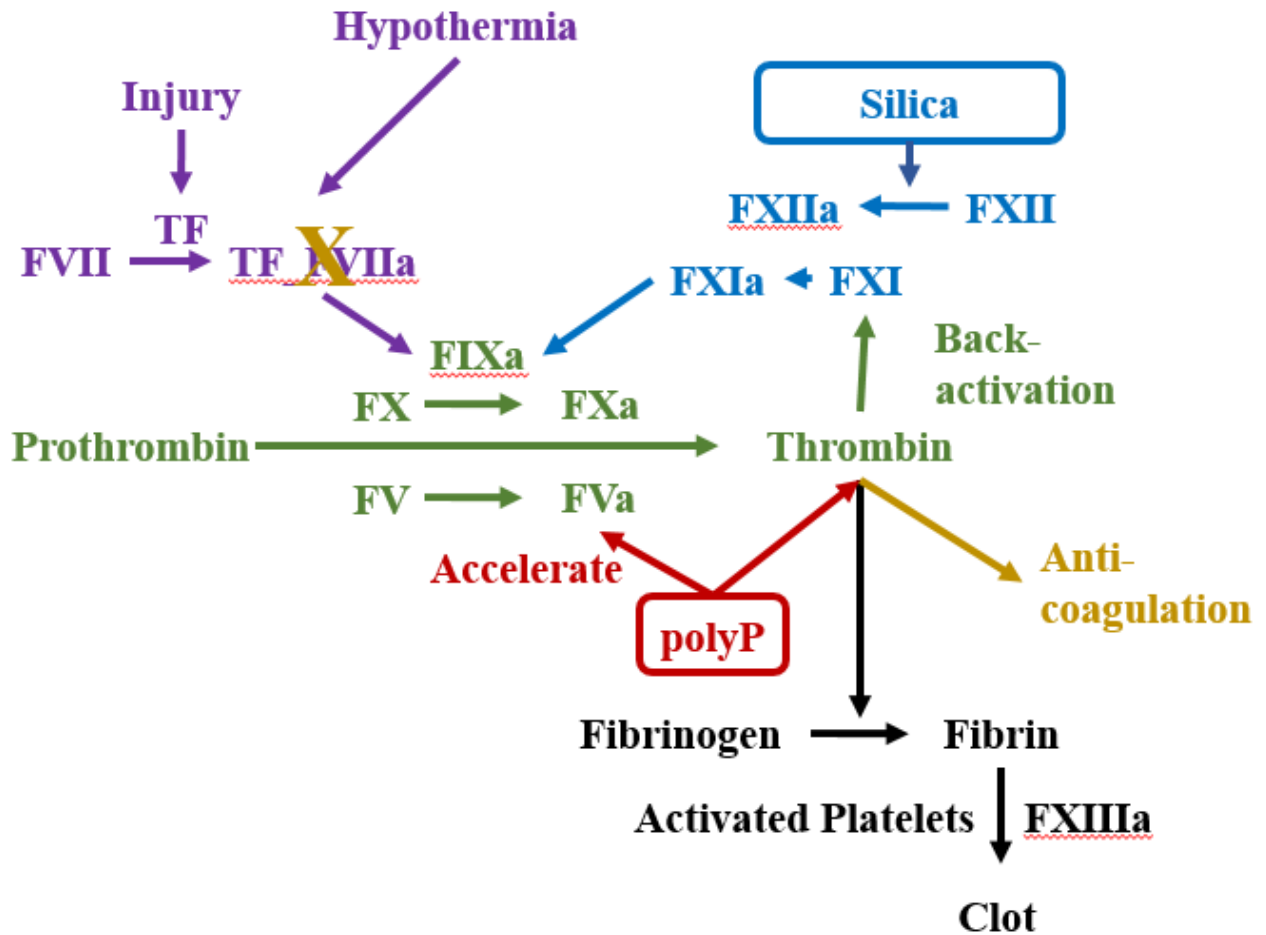 Hypothermia
Injury
Silica
TF
FXIIa
FXII
FVII
TF_FVIIa
X
FXIa
FXI
FIXa
Back-
activation
FX
FXa
Prothrombin
Thrombin
FV
FVa
Accelerate
Anti-
coagulation
polyP
Fibrinogen
Fibrin
Activated Platelets
FXIIIa
Clot